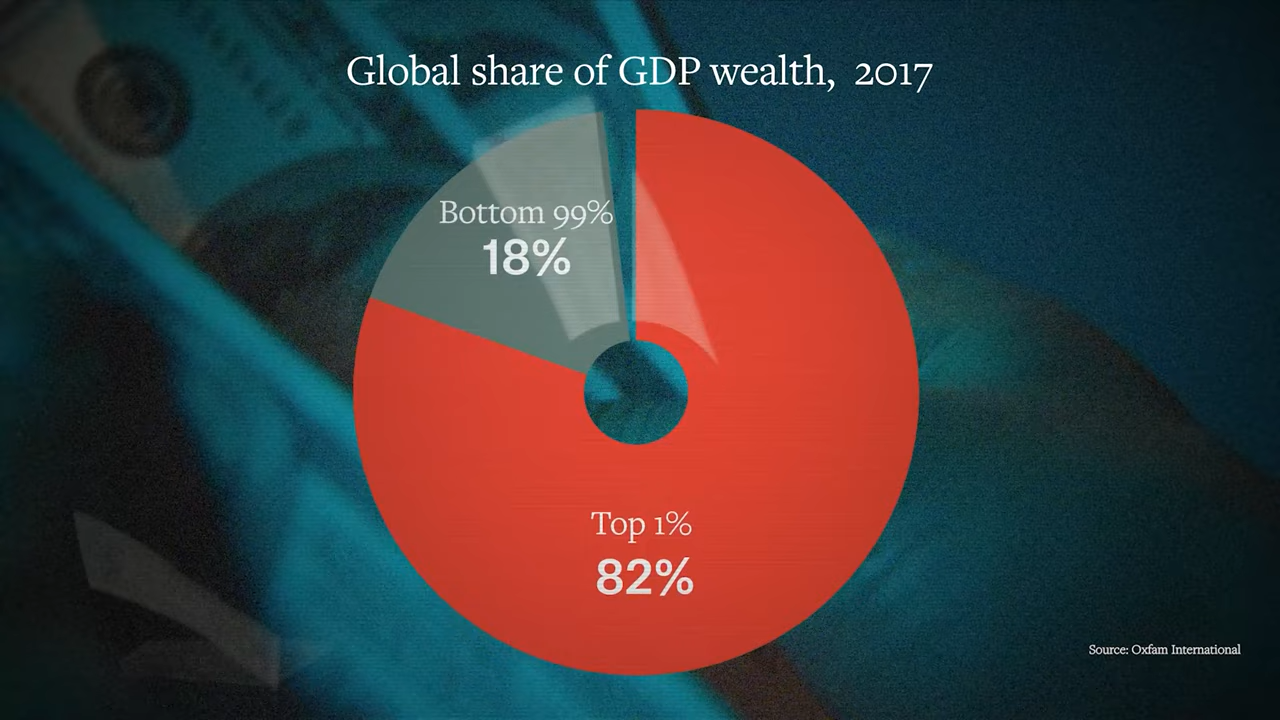 Global share of GDP wealth, 2017
Bottom 99%
18%
Top 1%
82%
Source: Oxfam International